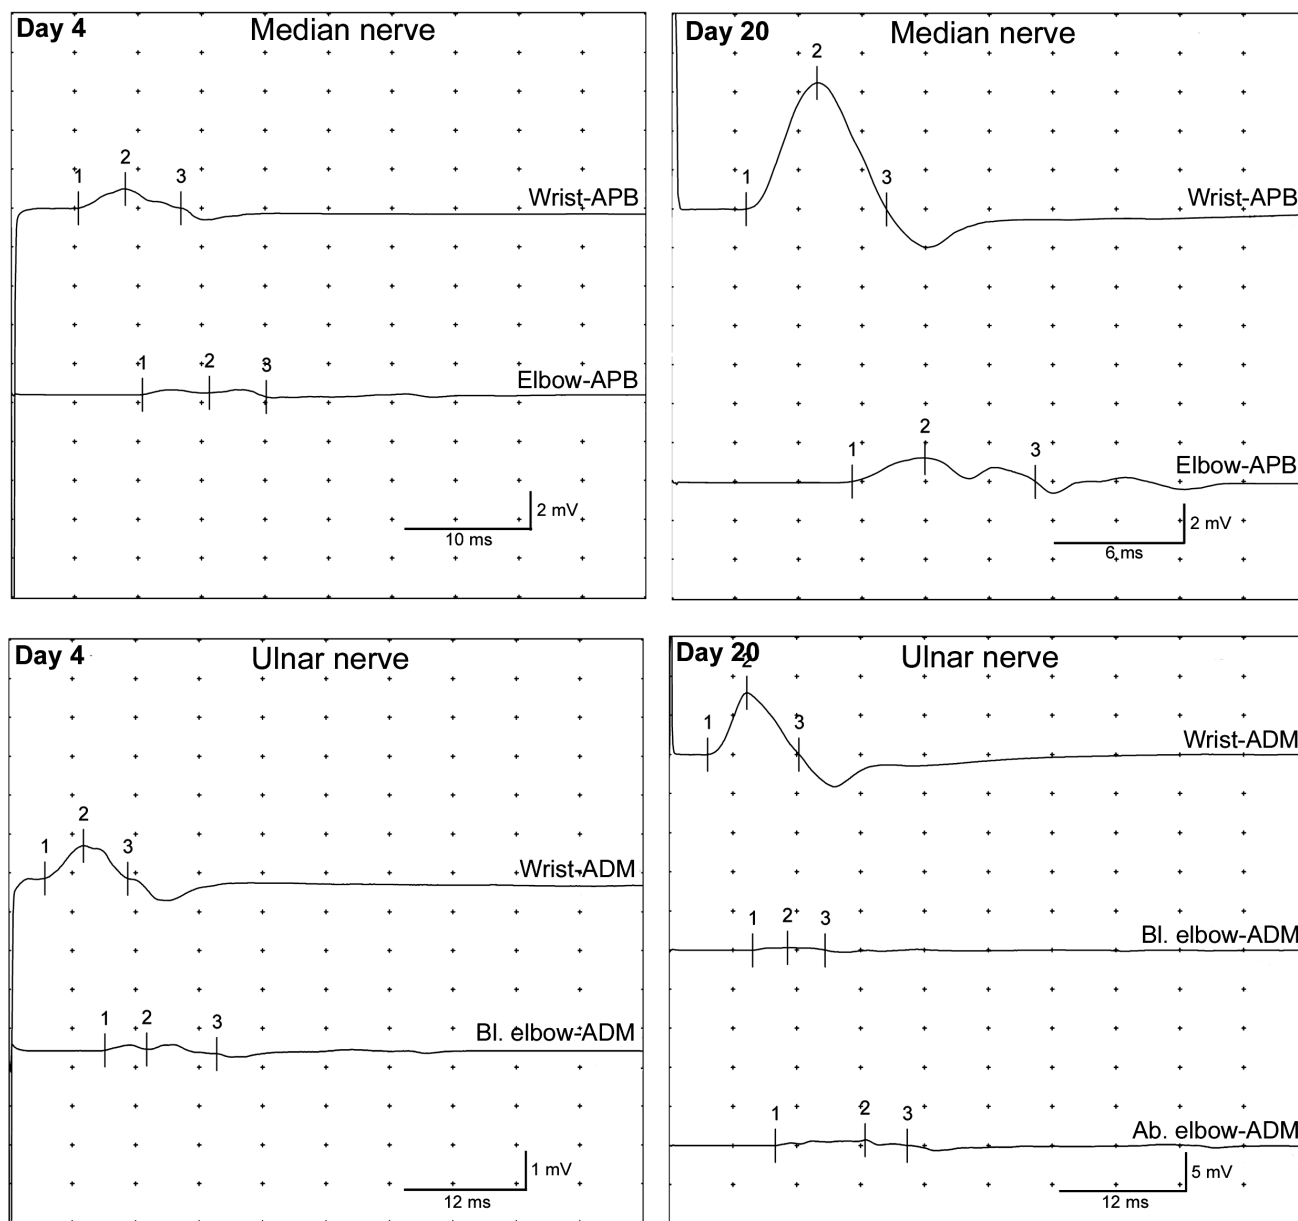 Day 4
Median nerve
2
1
3
Wrist-APB
1
2
3
Elbow-APB
2 mV
10 ms
Day 20
Median nerve
2
1
3
Wrist-APB
2
1
3
Elbow-APB
2 mV
6 ms
Day 4
Ulnar nerve
2
1
3
Wrist-ADM
1
2
3
Bl. elbow-ADM
1 mV
12 ms
Day 20
Ulnar nerve
2
1
3
Wrist-ADM
1
2
3
Bl. elbow-ADM
1
2
3
Ab. elbow-ADM
5 mV
12 ms